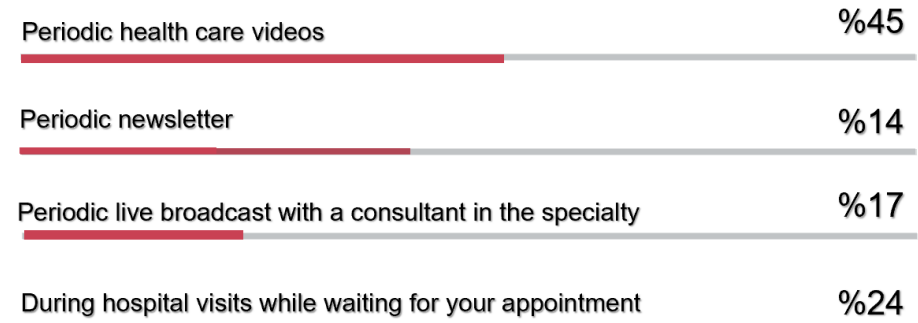 Periodic health care videos %45
Periodic newsletter %14
Periodic live broadcast with a consultant in the specialty %17
During hospital visits while waiting for your appointment %24